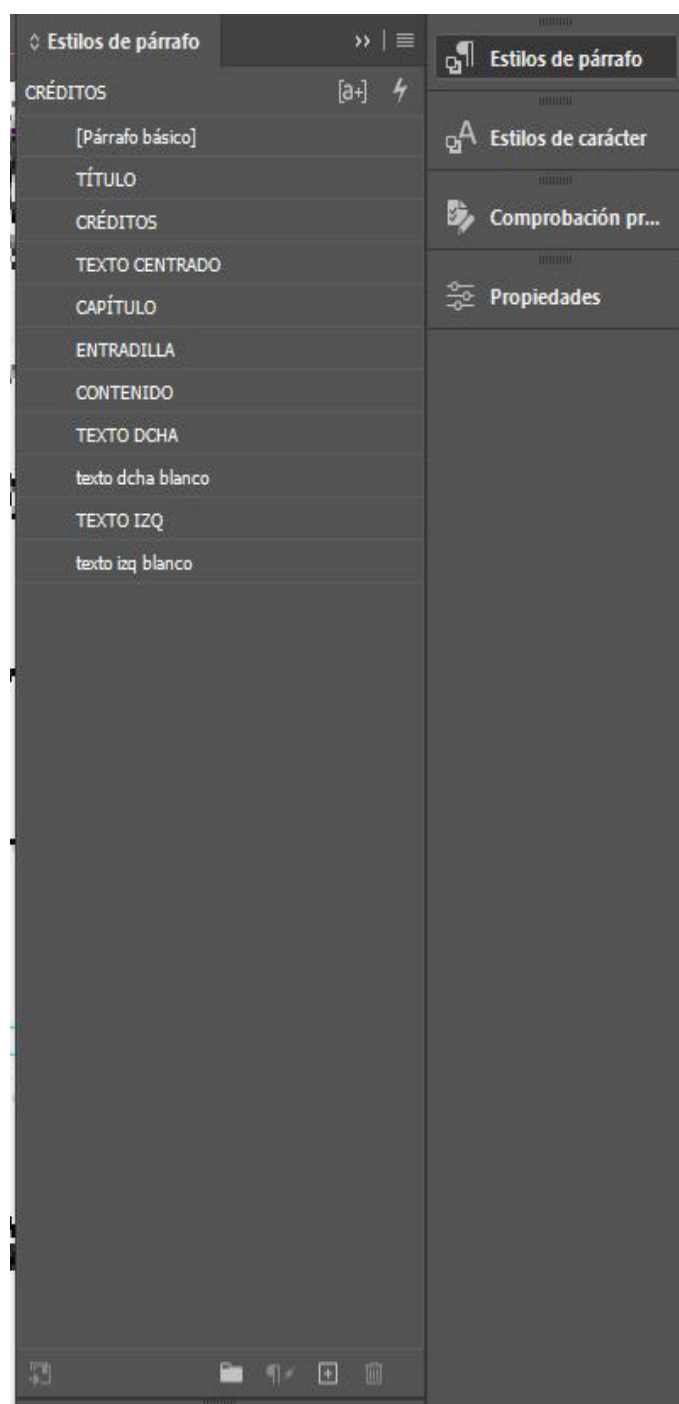 Estilos de párrafo
CRÉDITOS
[a+]
[Párrafo básico]
TÍTULO
CRÉDITOS
TEXTO CENTRADO
CAPÍTULO
ENTRADILLA
CONTENIDO
TEXTO DCHA
texto dcha blanco
TEXTO IZQ
texto izq blanco
Estilos de párrafo
Estilos de carácter
Comprobación pr...
Propiedades